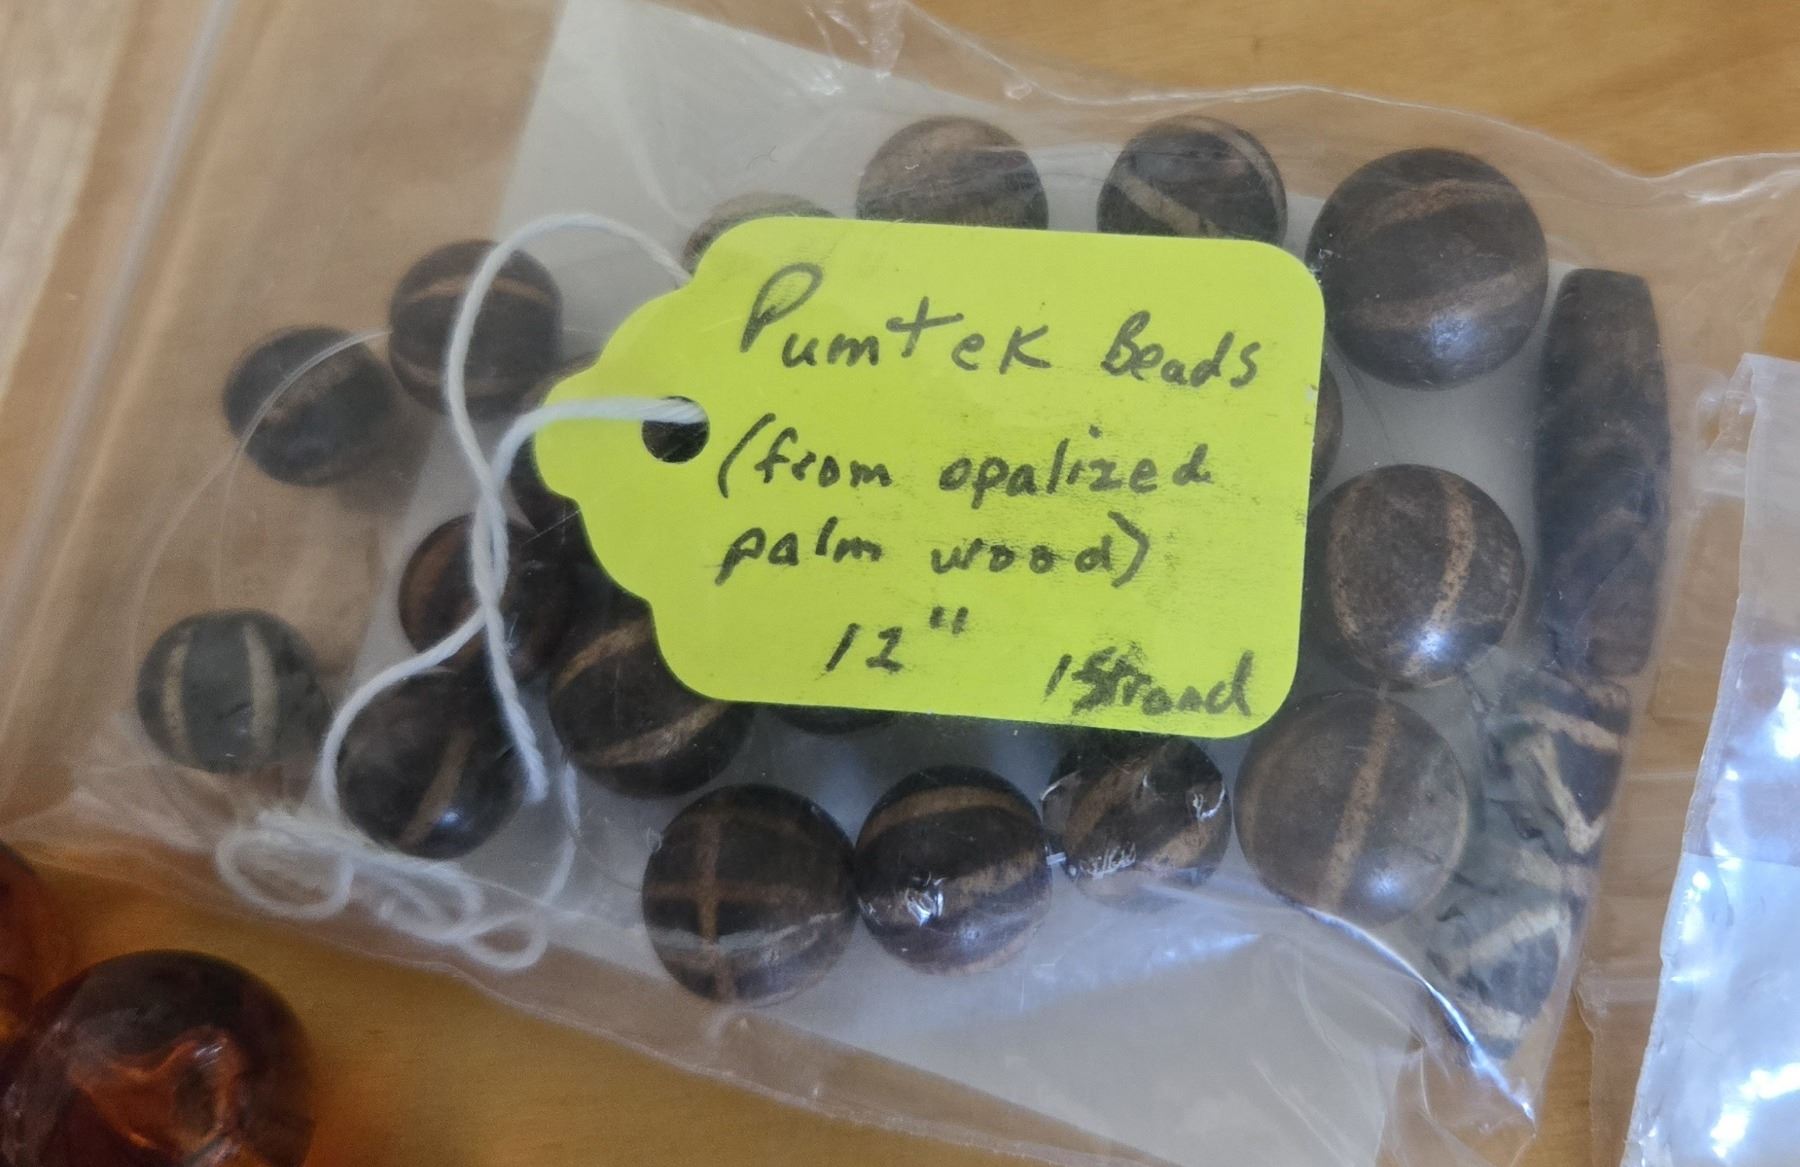 Pumtek Beads
(from opalized
palm wood)
12"
1 Strand